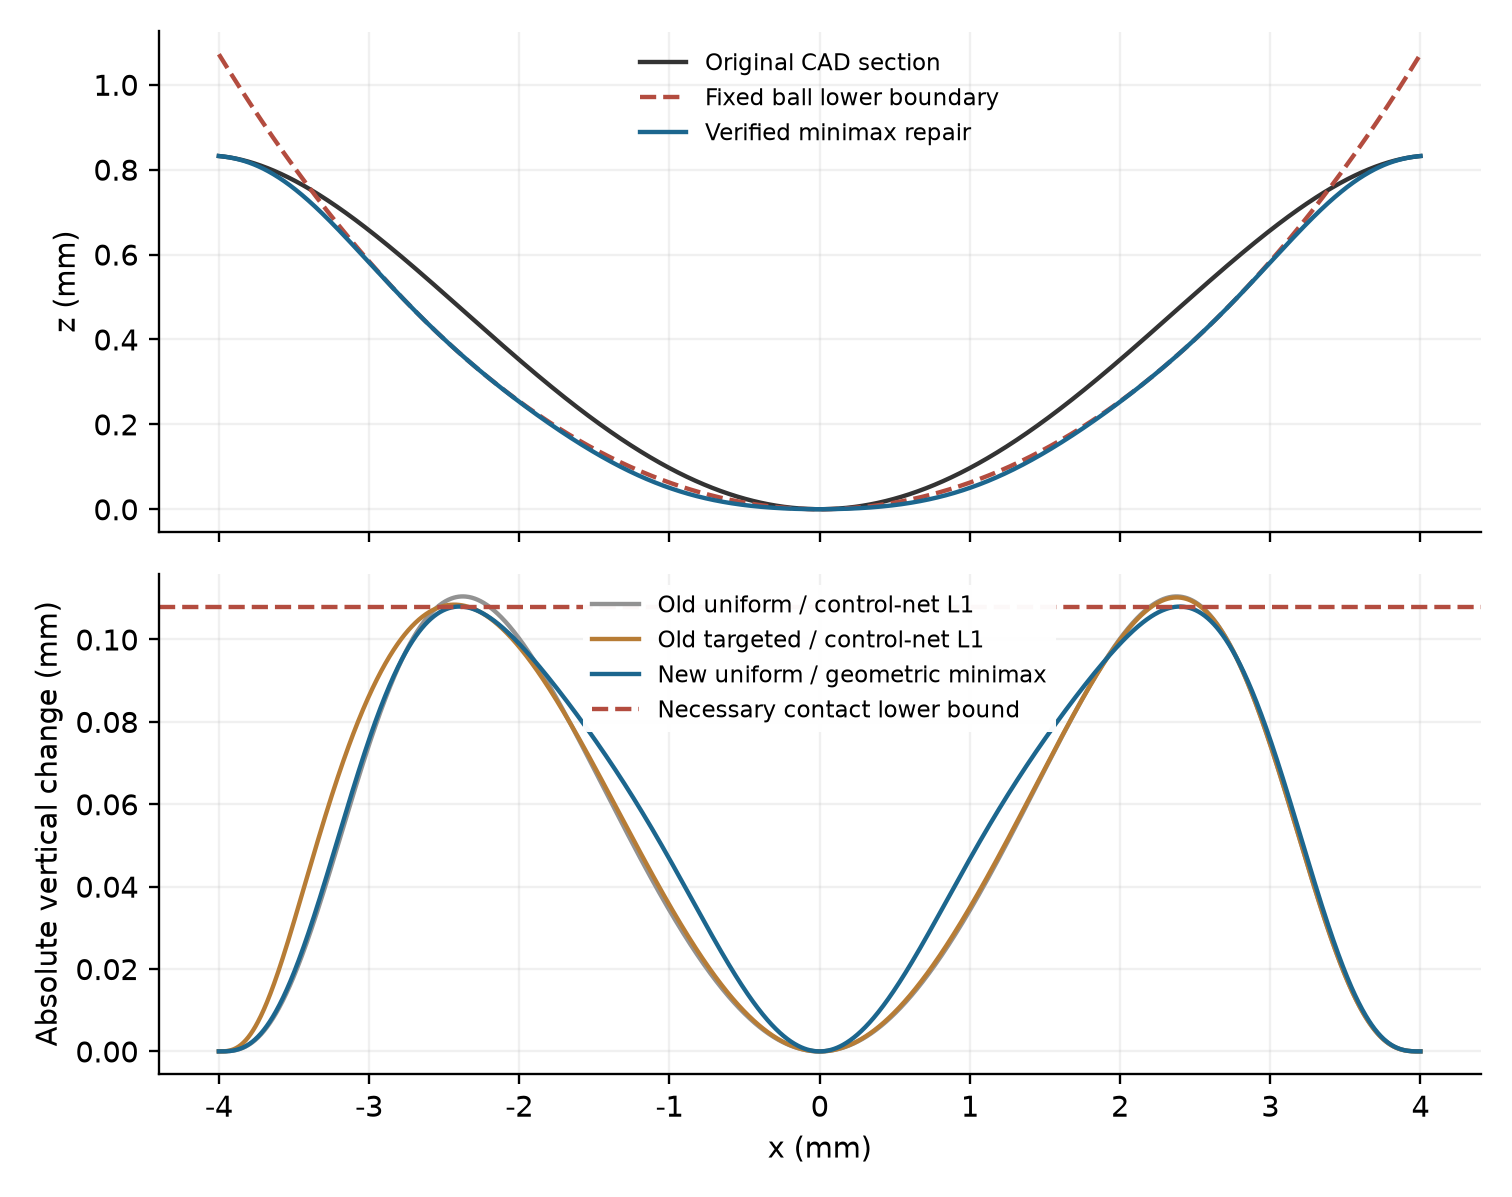 Original CAD section
Fixed ball lower boundary
Verified minimax repair
z (mm)
1.0
0.8
0.6
0.4
0.2
0.0
Old uniform / control-net L1
Old targeted / control-net L1
New uniform / geometric minimax
Necessary contact lower bound
Absolute vertical change (mm)
0.10
0.08
0.06
0.04
0.02
0.00
-4 -3 -2 -1 0 1 2 3 4
x (mm)